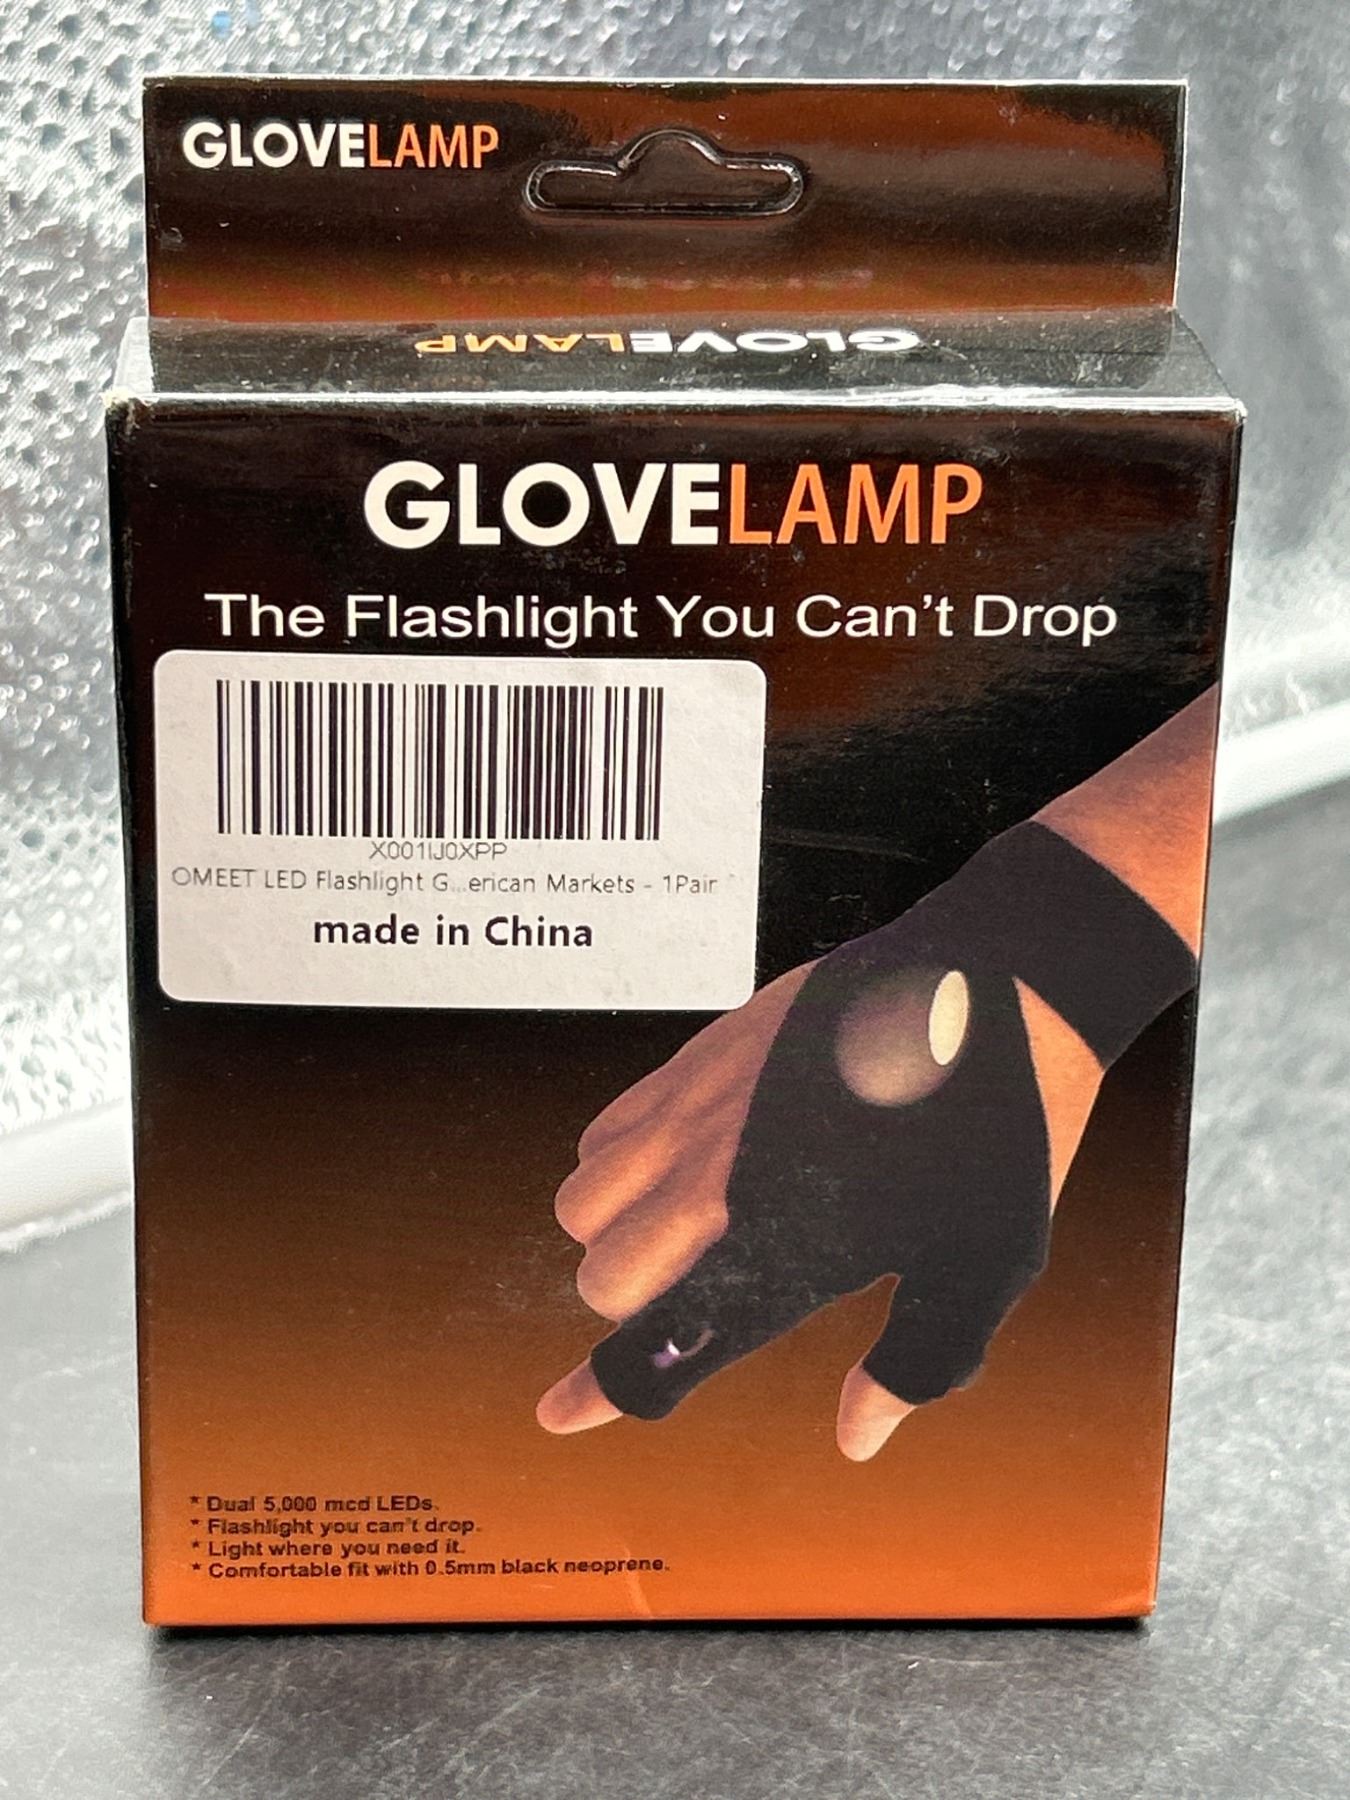 GLOVELAMP
GLOVELAMP
GLOVELAMP
The Flashlight You Can't Drop
X001IJ0XPP
OMEET LED Flashlight G...erican Markets - 1Pair
made in China
* Dual 5,000 mcd LEDs.
* Flashlight you can't drop.
* Light where you need it.
* Comfortable fit with 0.5mm black neoprene.